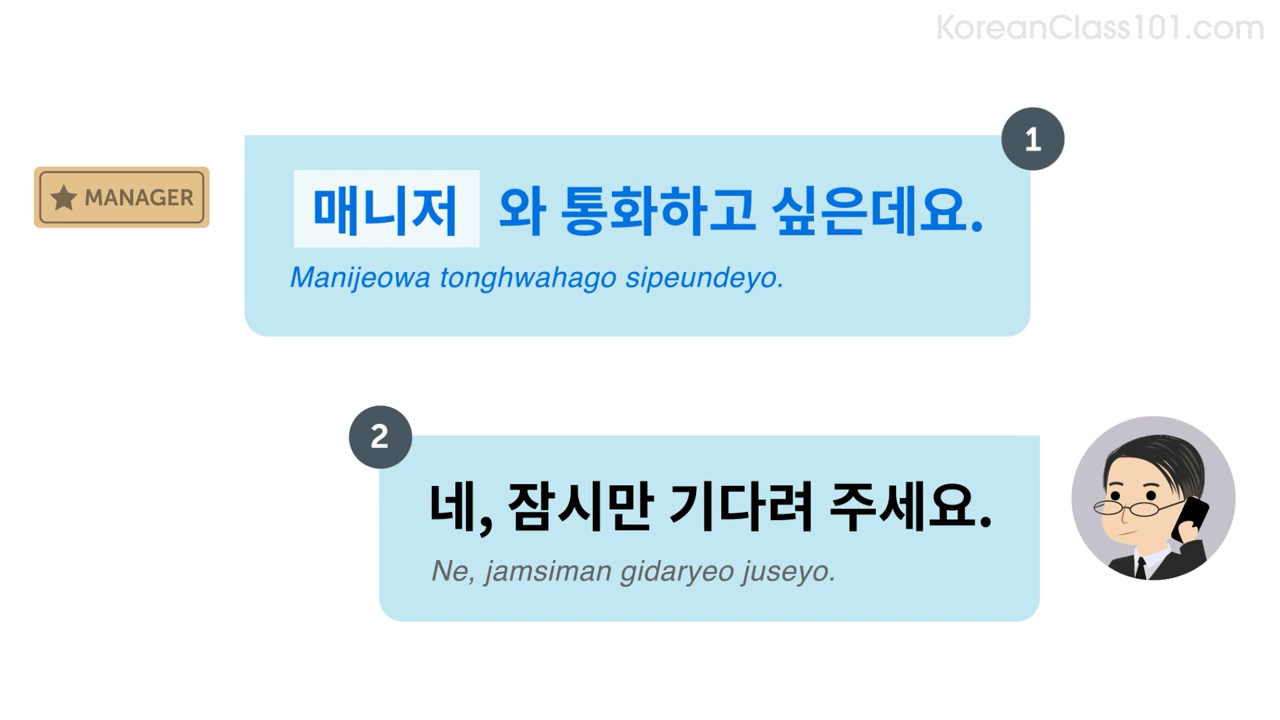 KoreanClass101.com
1
★ MANAGER
매니저 와 통화하고 싶은데요.
Manijeowa tonghwahago sipeundeyo.
2
네, 잠시만 기다려 주세요.
Ne, jamsiman gidaryeo juseyo.